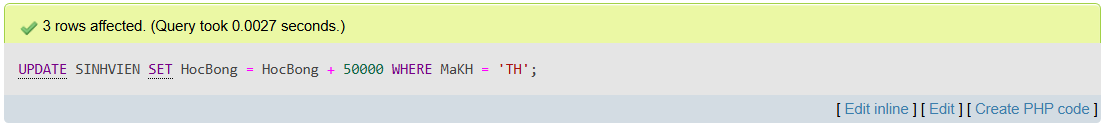 3 rows affected. (Query took 0.0027 seconds.)
UPDATE SINHVIEN SET HocBong = HocBong + 50000 WHERE MaKH = 'TH';
[ Edit inline ] [ Edit ] [ Create PHP code ]